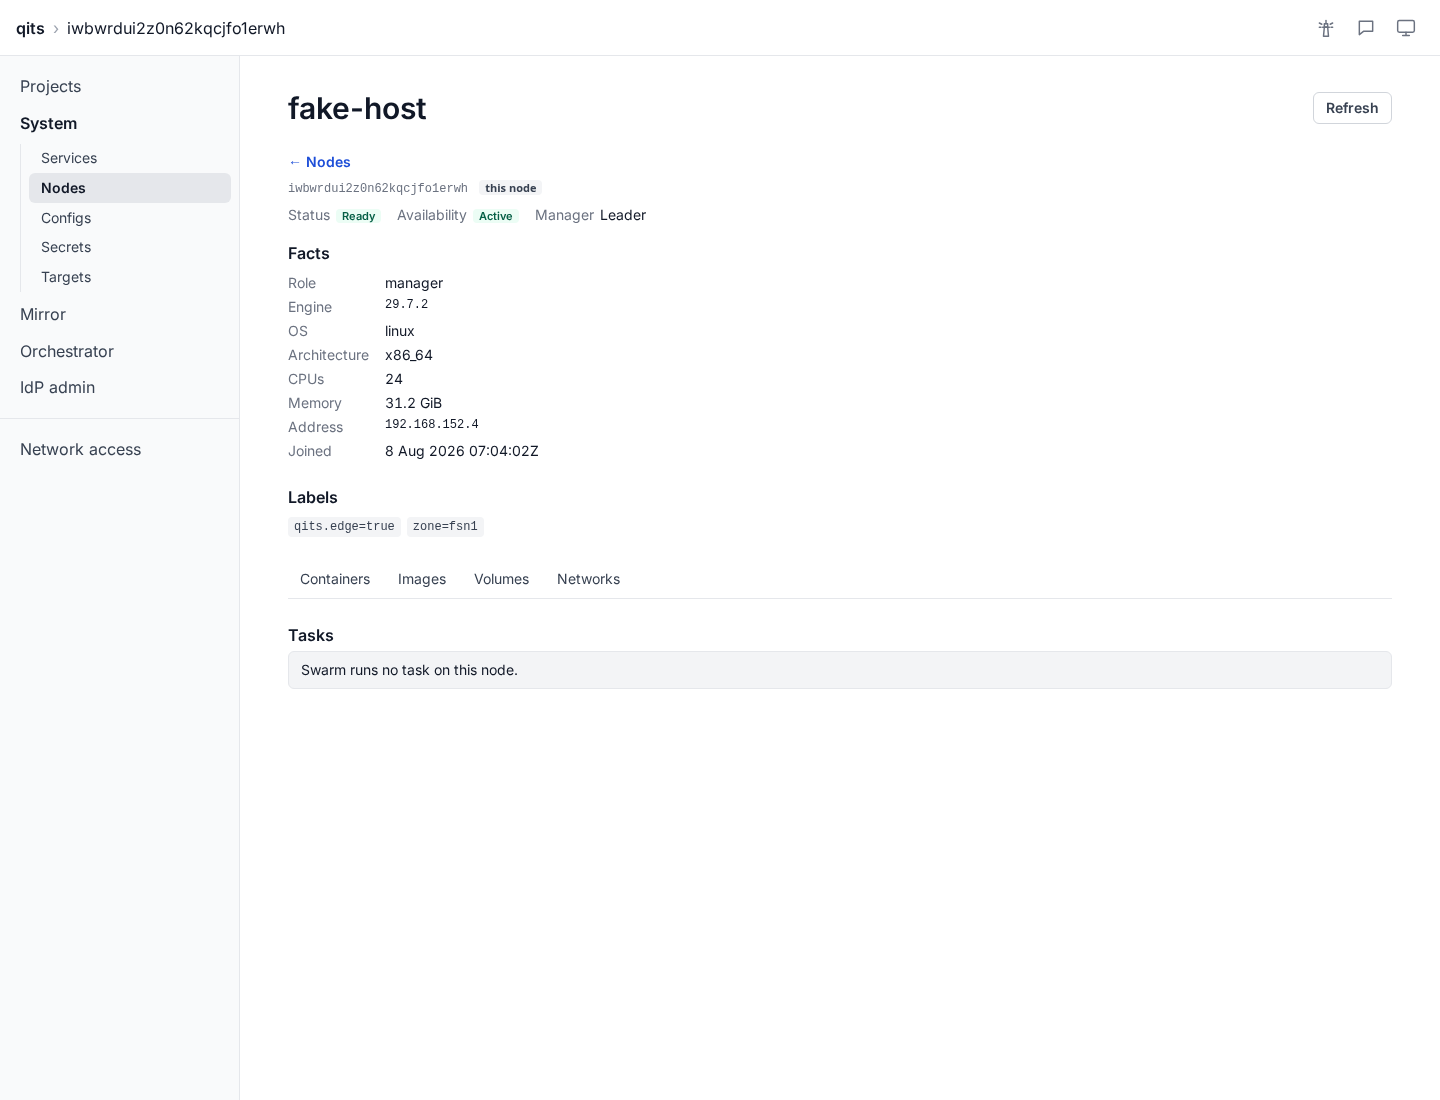 qits › iwbwrdui2z0n62kqcjfo1erwh
Projects
System
Services
Nodes
Configs
Secrets
Targets
Mirror
Orchestrator
IdP admin
Network access
fake-host
Refresh
← Nodes
iwbwrdui2z0n62kqcjfo1erwh this node
Status Ready Availability Active Manager Leader
Facts
Role manager
Engine 29.7.2
OS linux
Architecture x86_64
CPUs 24
Memory 31.2 GiB
Address 192.168.152.4
Joined 8 Aug 2026 07:04:02Z
Labels
qits.edge=true zone=fsn1
Containers Images Volumes Networks
Tasks
Swarm runs no task on this node.